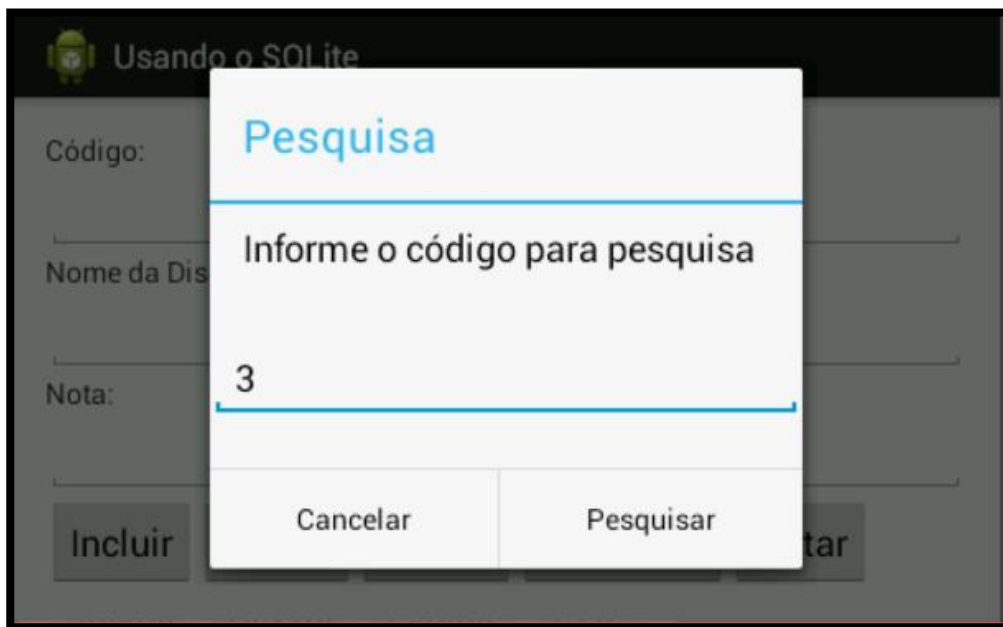 Usando o SQLite
Pesquisa
Código:
Informe o código para pesquisa
Nome da Dis
3
Nota:
Cancelar
Pesquisar
Incluir
tar